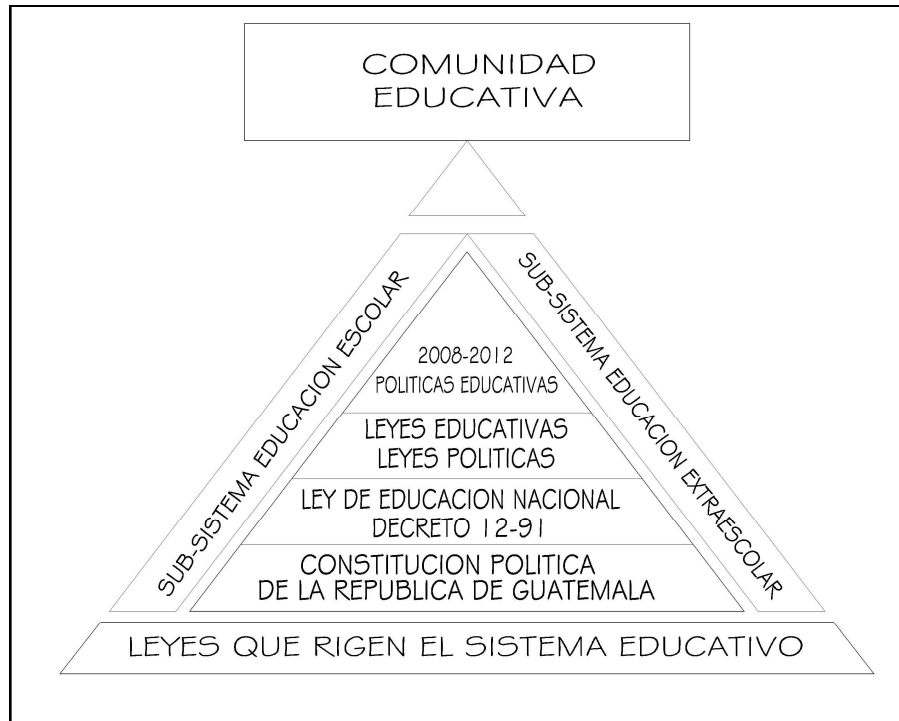 COMUNIDAD
EDUCATIVA
SUB-SISTEMA EDUCACION ESCOLAR
SUB-SISTEMA EDUCACION EXTRAESCOLAR
2008-2012
POLITICAS EDUCATIVAS
LEYES EDUCATIVAS
LEYES POLITICAS
LEY DE EDUCACION NACIONAL
DECRETO 12-91
CONSTITUCION POLITICA
DE LA REPUBLICA DE GUATEMALA
LEYES QUE RIGEN EL SISTEMA EDUCATIVO